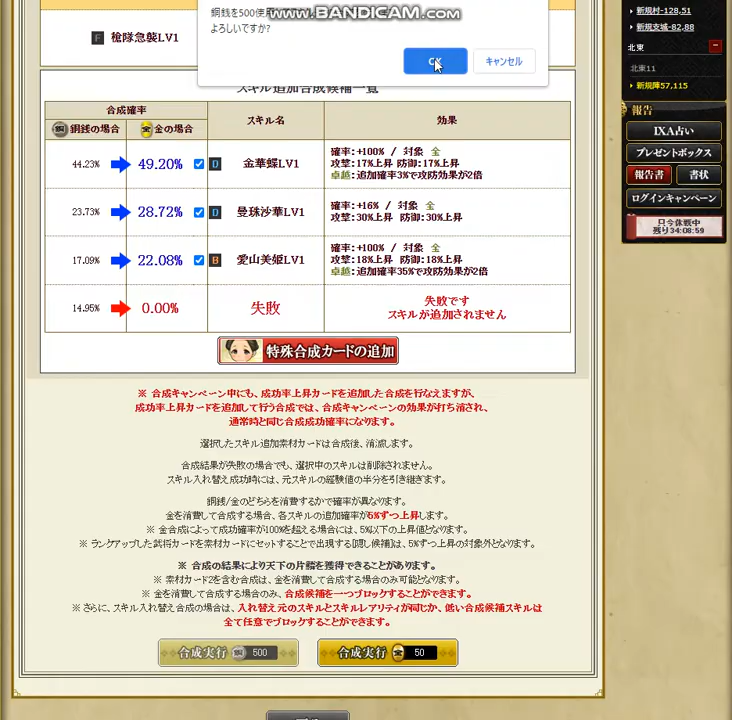 銅銭を500使用
www.BANDICAM.com
よろしいですか?
OK
キャンセル
F 槍隊急襲LV1
スキル追加合成候補一覧
合成確率
スキル名
効果
銅銭の場合
金の場合
44.23%
49.20%
D
金華蝶LV1
確率:+100% / 対象 全
攻撃:17%上昇 防御:17%上昇
卓越:追加確率3%で攻防効果が2倍
23.73%
28.72%
D
曼珠沙華LV1
確率:+16% / 対象 全
攻撃:30%上昇 防御:30%上昇
17.09%
22.08%
B
愛山美姫LV1
確率:+100% / 対象 全
攻撃:18%上昇 防御:18%上昇
卓越:追加確率35%で攻防効果が2倍
14.95%
0.00%
失敗
失敗です
スキルが追加されません
特殊合成カードの追加
※ 合成キャンペーン中にも、成功率上昇カードを追加した合成を行なえますが、
成功率上昇カードを追加して行う合成では、合成キャンペーンの効果が打ち消され、
通常時と同じ合成成功確率になります。
選択したスキル追加素材カードは合成後、消滅します。
合成結果が失敗の場合でも、選択中のスキルは削除されません。
スキル入れ替え成功時には、元スキルの経験値の半分を引き継ぎます。
銅銭/金のどちらを消費するかで確率が異なります。
金を消費して合成する場合、各スキルの追加確率が5%ずつ上昇します。
※ 金合成によって成功確率が100%を超える場合には、5%以下の上昇値となります。
※ ランクアップした武将カードを素材カードにセットすることで出現する[隠し候補]は、5%ずつ上昇の対象外となります。
※ 合成の結果により天下の片鱗を獲得できることがあります。
※ 素材カード2を含む合成は、金を消費して合成する場合のみ可能となります。
※ 金を消費して合成する場合のみ、合成候補を一つブロックすることができます。
※ さらに、スキル入れ替え合成の場合は、入れ替え元のスキルとスキルレアリティが同じか、低い合成候補スキルは
全て任意でブロックすることができます。
合成実行 銅 500
合成実行 金 50
新規村-128,51
新規支城-82,88
北東
北東11
新規陣57,115
報告
IXA占い
プレゼントボックス
報告書
書状
ログインキャンペーン
只今休戦中
残り34:08:59